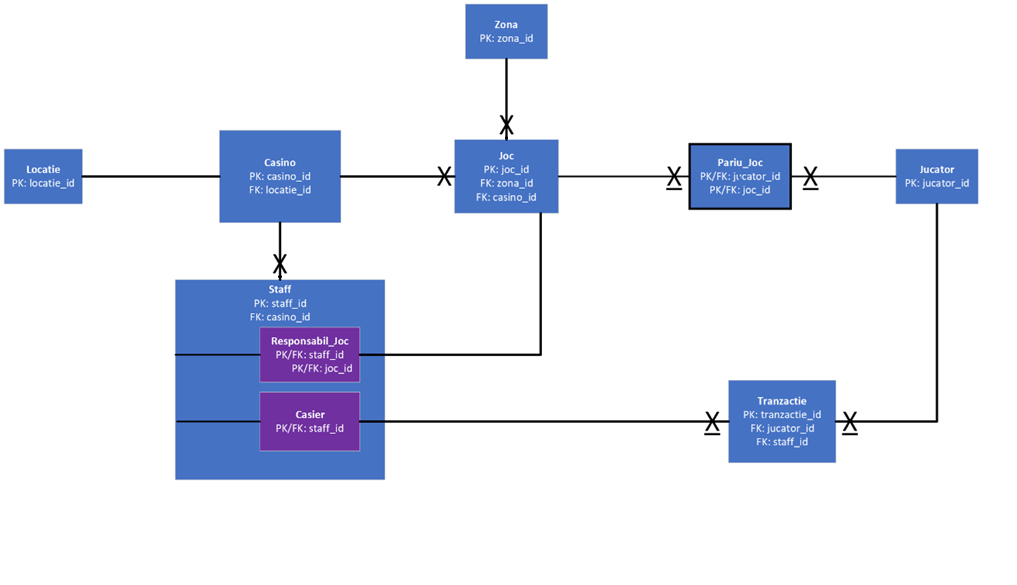 Zona
PK: zona_id
Locatie
PK: locatie_id
Casino
PK: casino_id
FK: locatie_id
Joc
PK: joc_id
FK: zona_id
FK: casino_id
Pariu_Joc
PK/FK: jucator_id
PK/FK: joc_id
Jucator
PK: jucator_id
Staff
PK: staff_id
FK: casino_id
Responsabil_Joc
PK/FK: staff_id
PK/FK: joc_id
Casier
PK/FK: staff_id
Tranzactie
PK: tranzactie_id
FK: jucator_id
FK: staff_id
X
X
X
X
X
X
X